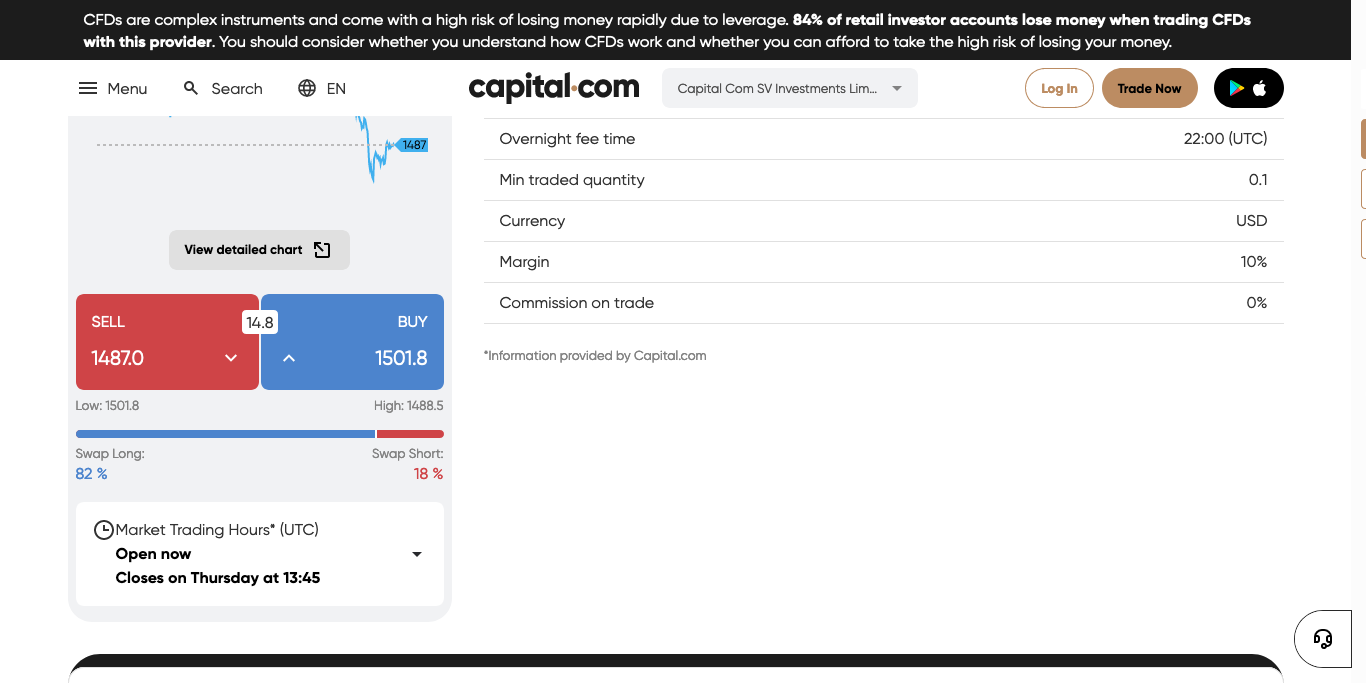 CFDs are complex instruments and come with a high risk of losing money rapidly due to leverage. 84% of retail investor accounts lose money when trading CFDs
with this provider. You should consider whether you understand how CFDs work and whether you can afford to take the high risk of losing your money.
Menu Search EN capital.com Capital Com SV Investments Lim... Log In Trade Now
1487
View detailed chart
SELL 14.8 BUY
1487.0 1501.8
Low: 1501.8 High: 1488.5
Swap Long: Swap Short:
82 % 18 %
Market Trading Hours* (UTC)
Open now
Closes on Thursday at 13:45
Overnight fee time 22:00 (UTC)
Min traded quantity 0.1
Currency USD
Margin 10%
Commission on trade 0%
*Information provided by Capital.com